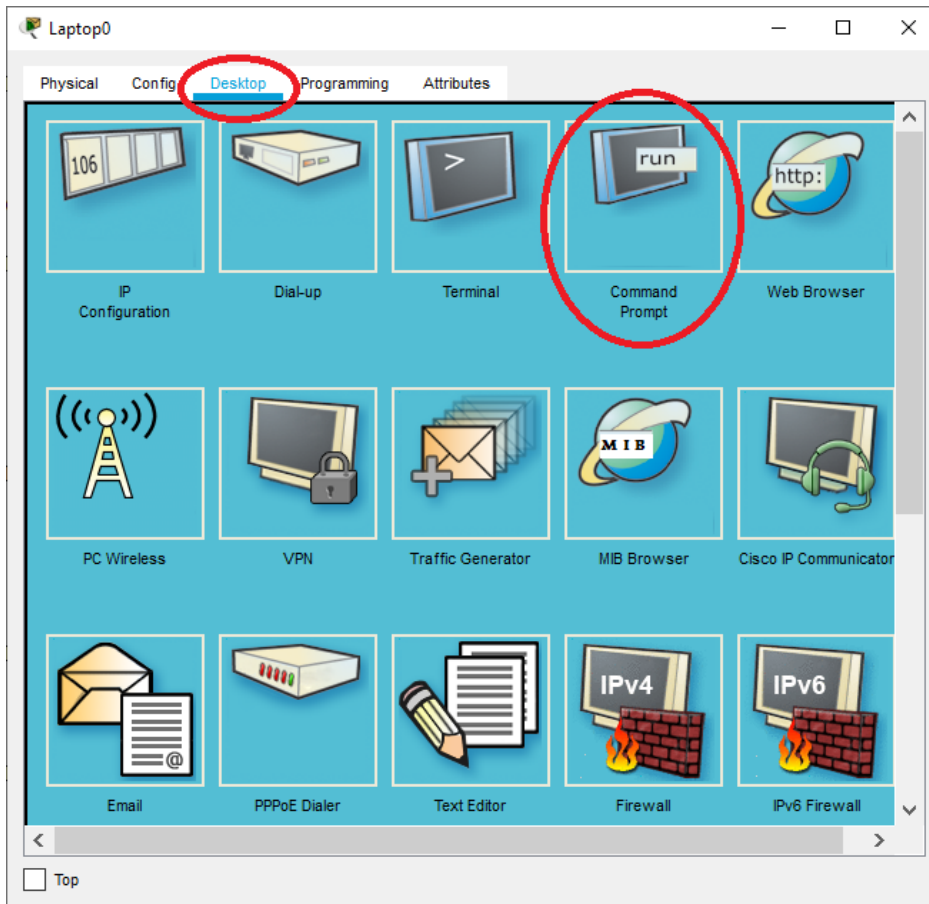 Laptop0
Physical Config Desktop Programming Attributes
106
>
run
http:
IP
Configuration
Dial-up
Terminal
Command
Prompt
Web Browser
MIB
PC Wireless
VPN
Traffic Generator
MIB Browser
Cisco IP Communicator
@
IPv4
IPv6
Email
PPPoE Dialer
Text Editor
Firewall
IPv6 Firewall
Top